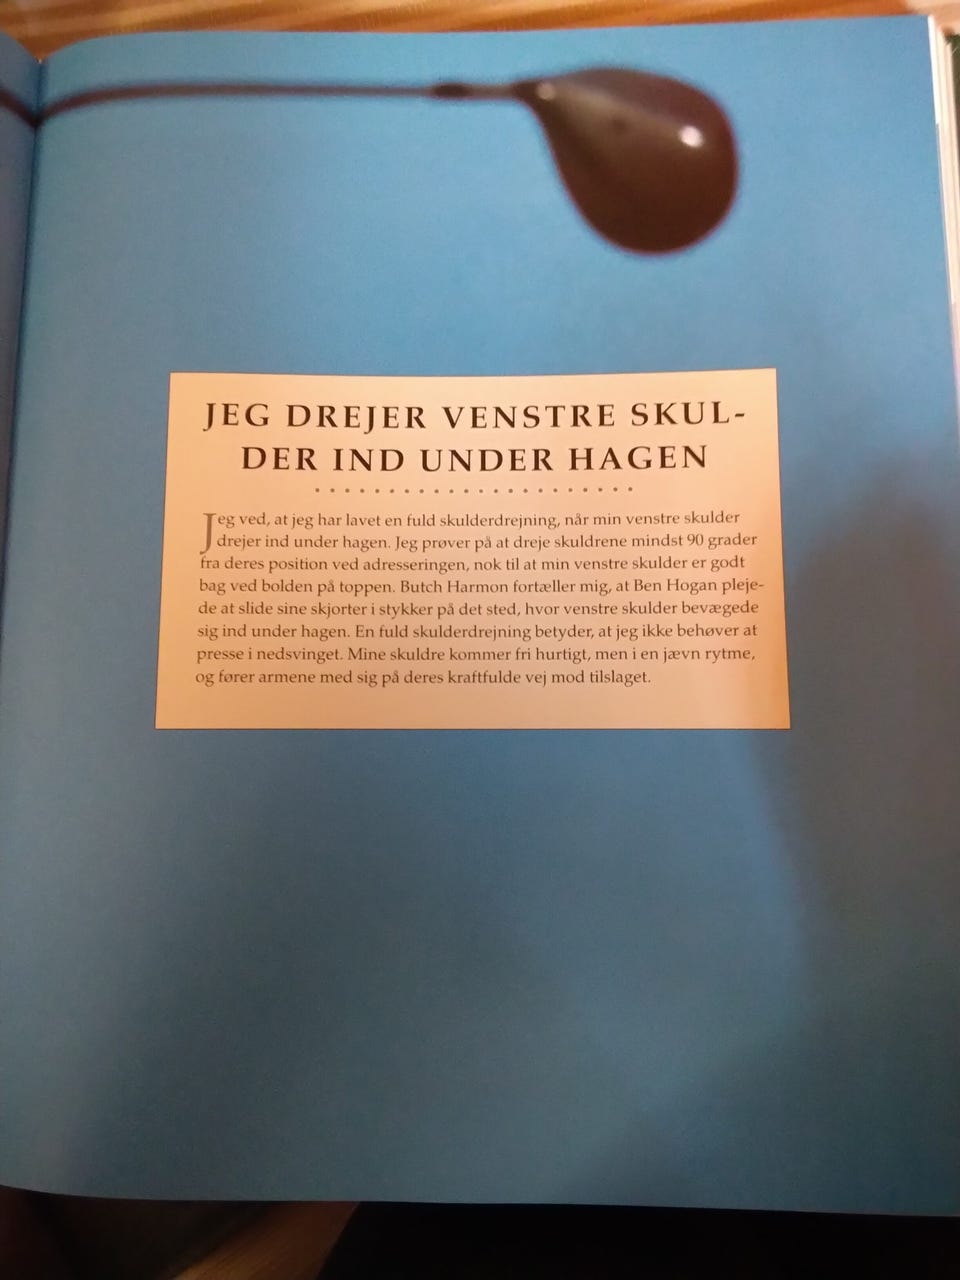 JEG DREJER VENSTRE SKUL-
DER IND UNDER HAGEN
Jeg ved, at jeg har lavet en fuld skulderdrejning, når min venstre skulder
drejer ind under hagen. Jeg prøver på at dreje skuldrene mindst 90 grader
fra deres position ved adresseringen, nok til at min venstre skulder er godt
bag ved bolden på toppen. Butch Harmon fortæller mig, at Ben Hogan pleje-
de at slide sine skjorter i stykker på det sted, hvor venstre skulder bevægede
sig ind under hagen. En fuld skulderdrejning betyder, at jeg ikke behøver at
presse i nedsvinget. Mine skuldre kommer fri hurtigt, men i en jævn rytme,
og fører armene med sig på deres kraftfulde vej mod tilslaget.